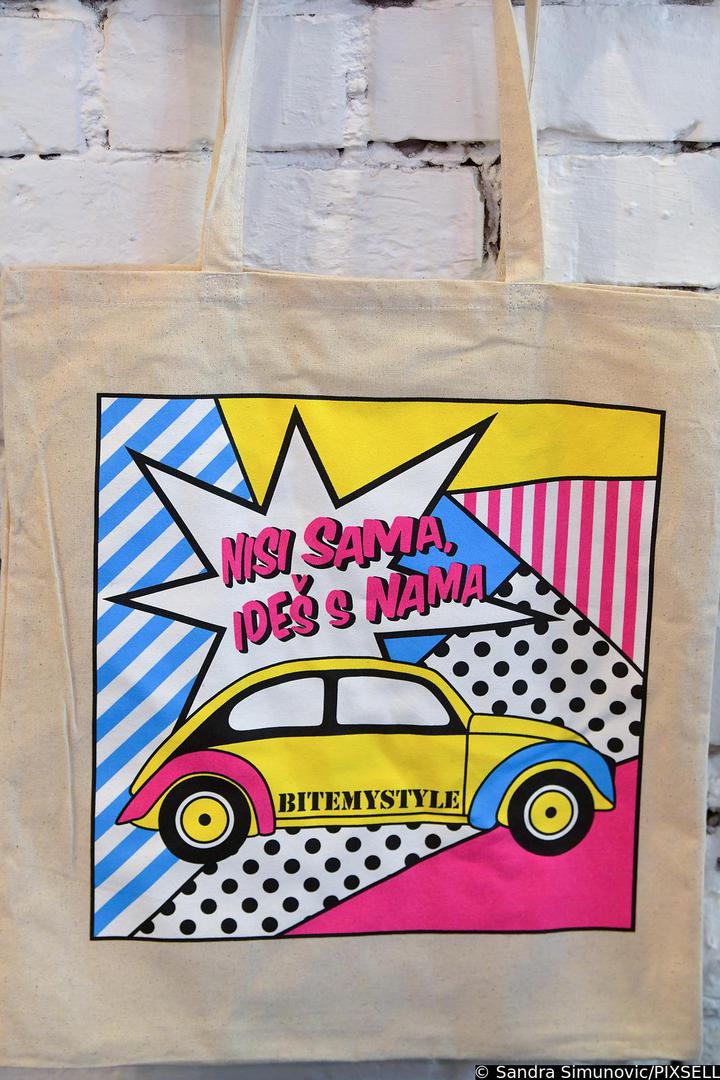 NISI SAMA,
IDEŠ S NAMA
BITEMYSTYLE
© Sandra Simunovic/PIXSELL